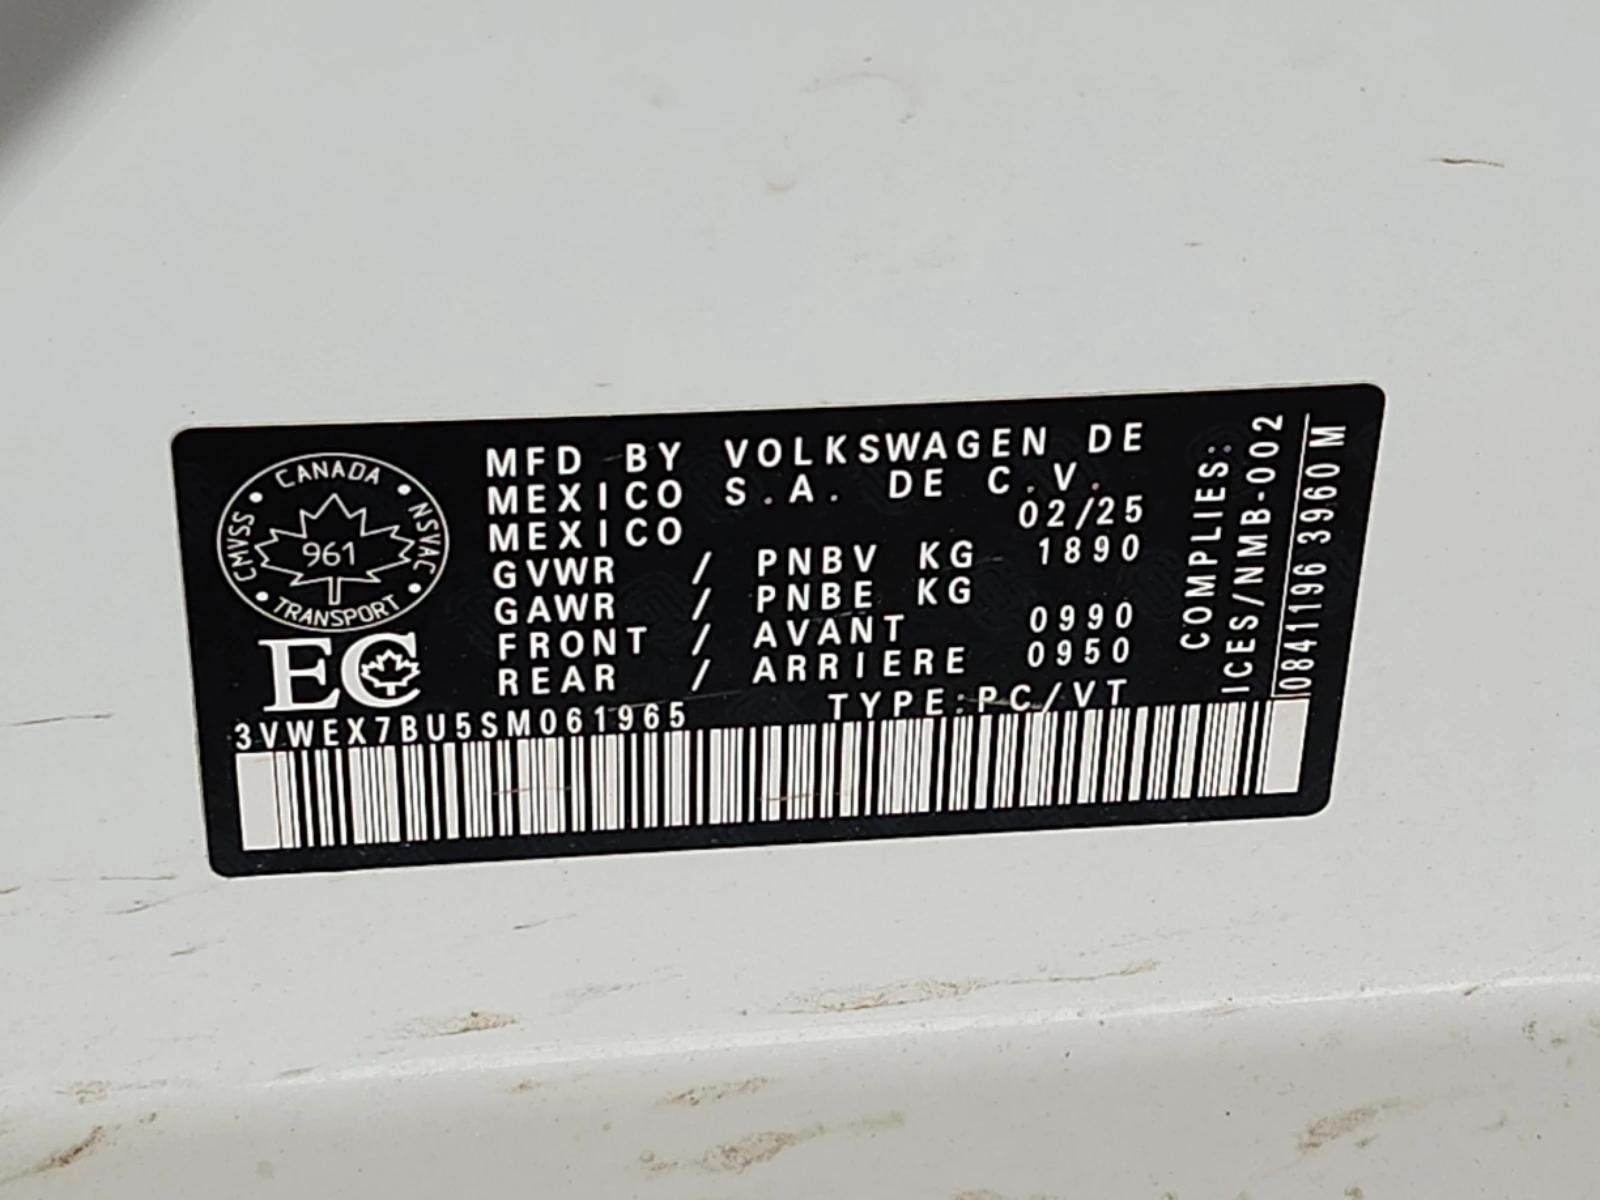 CANADA
CMVSS NSVAC
961
TRANSPORT
EC
MFD BY VOLKSWAGEN DE
MEXICO S.A. DE C.V.
MEXICO 02/25
GVWR / PNBV KG 1890
GAWR / PNBE KG
FRONT / AVANT 0990
REAR / ARRIERE 0950
TYPE:PC/VT
3VWEX7BU5SM061965
COMPLIES:
ICES/NMB-002
0841196 3960 M